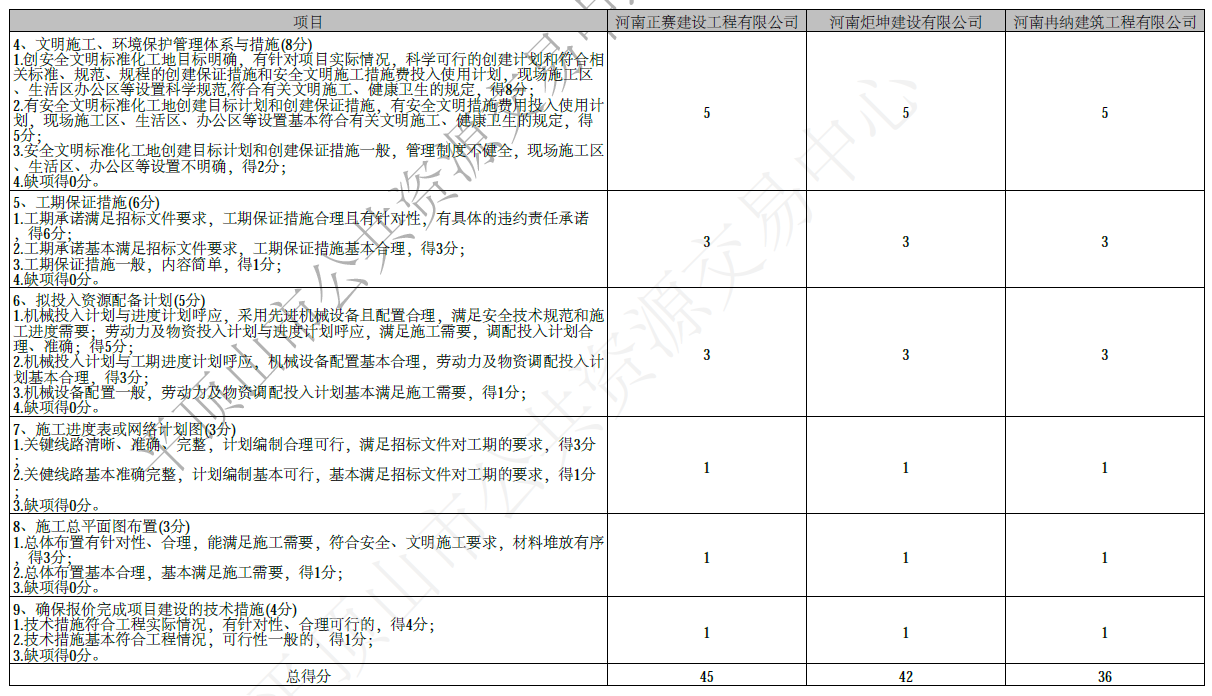 项目 河南正赛建设工程有限公司 河南炬坤建设有限公司 河南冉纳建筑工程有限公司
4、文明施工、环境保护管理体系与措施(8分)
1.创安全文明标准化工地目标明确，有针对项目实际情况，科学可行的创建计划和符合相
关标准、规范、规程的创建保证措施和安全文明施工措施费投入使用计划，现场施工区
、生活区办公区等设置科学规范,符合有关文明施工、健康卫生的规定，得8分；
2.有安全文明标准化工地创建目标计划和创建保证措施，有安全文明措施费用投入使用计
划，现场施工区、生活区、办公区等设置基本符合有关文明施工、健康卫生的规定，得
5分；
3.安全文明标准化工地创建目标计划和创建保证措施一般，管理制度不健全，现场施工区
、生活区、办公区等设置不明确，得2分；
4.缺项得0分。
5 5 5
5、工期保证措施(6分)
1.工期承诺满足招标文件要求，工期保证措施合理且有针对性，有具体的违约责任承诺
，得6分；
2.工期承诺基本满足招标文件要求，工期保证措施基本合理，得3分；
3.工期保证措施一般，内容简单，得1分；
4.缺项得0分。
3 3 3
6、拟投入资源配备计划(5分)
1.机械投入计划与进度计划呼应，采用先进机械设备且配置合理，满足安全技术规范和施
工进度需要；劳动力及物资投入计划与进度计划呼应，满足施工需要，调配投入计划合
理、准确；得5分；
2.机械投入计划与工期进度计划呼应，机械设备配置基本合理，劳动力及物资调配投入计
划基本合理，得3分；
3.机械设备配置一般，劳动力及物资调配投入计划基本满足施工需要，得1分；
4.缺项得0分。
3 3 3
7、施工进度表或网络计划图(3分)
1.关键线路清晰、准确、完整，计划编制合理可行，满足招标文件对工期的要求，得3分
；
2.关健线路基本准确完整，计划编制基本可行，基本满足招标文件对工期的要求，得1分
；
3.缺项得0分。
1 1 1
8、施工总平面图布置(3分)
1.总体布置有针对性、合理，能满足施工需要，符合安全、文明施工要求，材料堆放有序
，得3分；
2.总体布置基本合理，基本满足施工需要，得1分；
3.缺项得0分。
1 1 1
9、确保报价完成项目建设的技术措施(4分)
1.技术措施符合工程实际情况，有针对性、合理可行的，得4分；
2.技术措施基本符合工程情况，可行性一般的，得1分；
3.缺项得0分。
1 1 1
总得分 45 42 36
平顶山市公共资源交易中
平顶山市公共资源交易中心